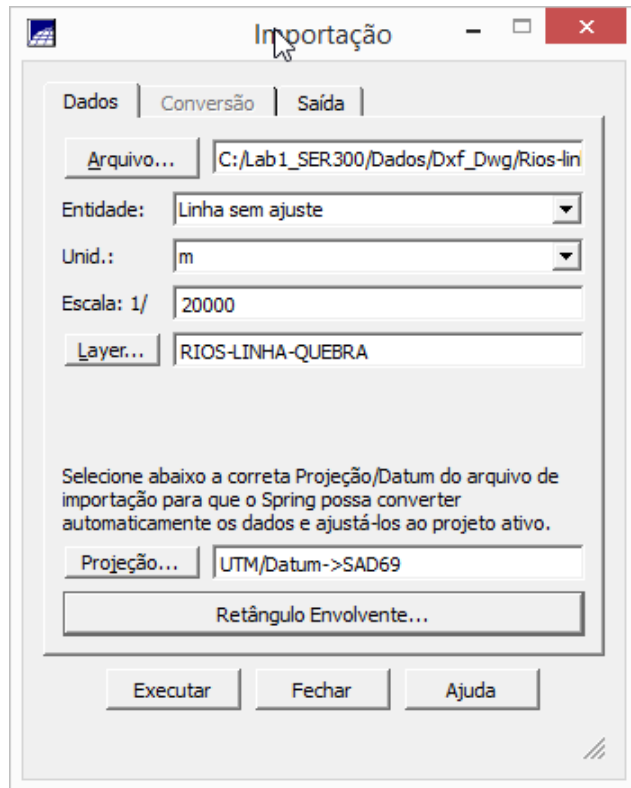 Importação
Dados Conversão Saída
Arquivo... C:/Lab1_SER300/Dados/Dxf_Dwg/Rios-lin
Entidade: Linha sem ajuste
Unid.: m
Escala: 1/ 20000
Layer... RIOS-LINHA-QUEBRA
Selecione abaixo a correta Projeção/Datum do arquivo de
importação para que o Spring possa converter
automaticamente os dados e ajustá-los ao projeto ativo.
Projeção... UTM/Datum->SAD69
Retângulo Envolvente...
Executar Fechar Ajuda